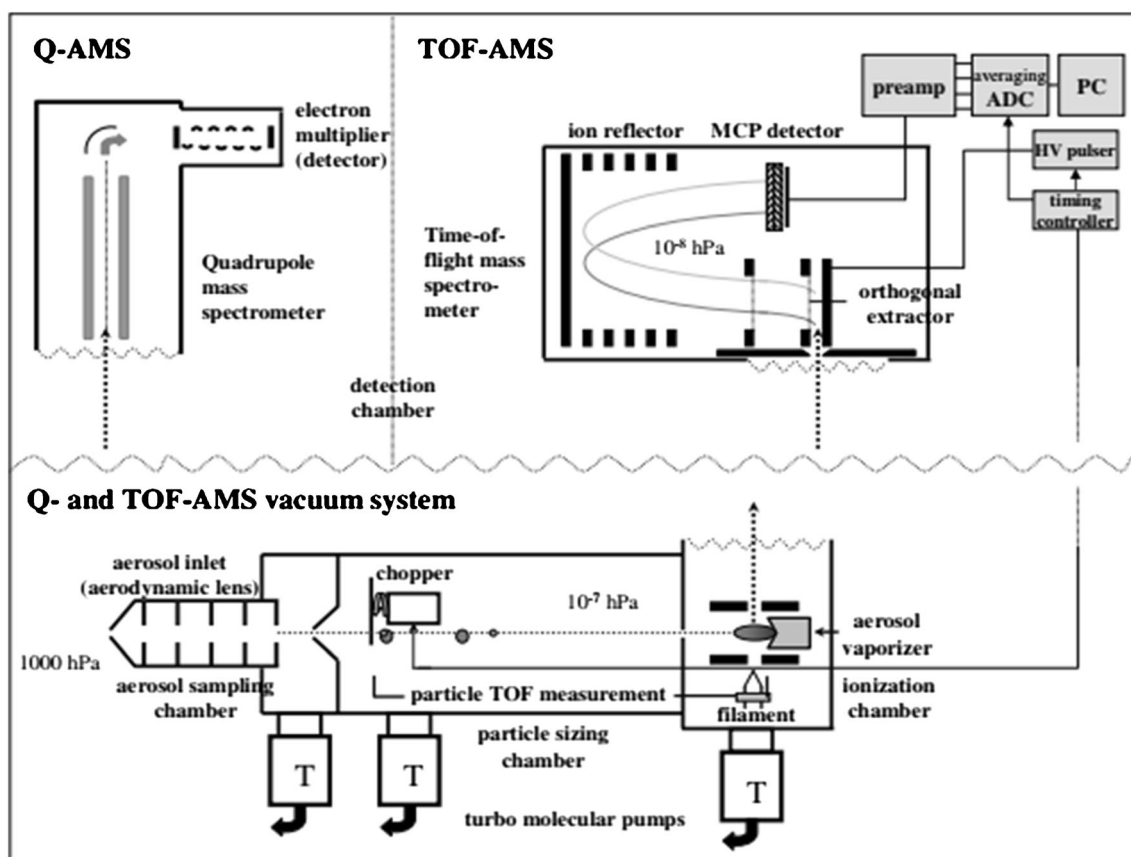 Q-AMS
electron
multiplier
(detector)
Quadrupole
mass
spectrometer
TOF-AMS
preamp
averaging
ADC
PC
HV pulser
timing
controller
ion reflector
MCP detector
Time-of-
flight mass
spectro-
meter
10⁻⁸ hPa
orthogonal
extractor
detection
chamber
Q- and TOF-AMS vacuum system
aerosol inlet
(aerodynamic lens)
chopper
10⁻⁷ hPa
1000 hPa
aerosol
vaporizer
aerosol sampling
chamber
particle TOF measurement
filament
ionization
chamber
particle sizing
chamber
T
T
T
turbo molecular pumps